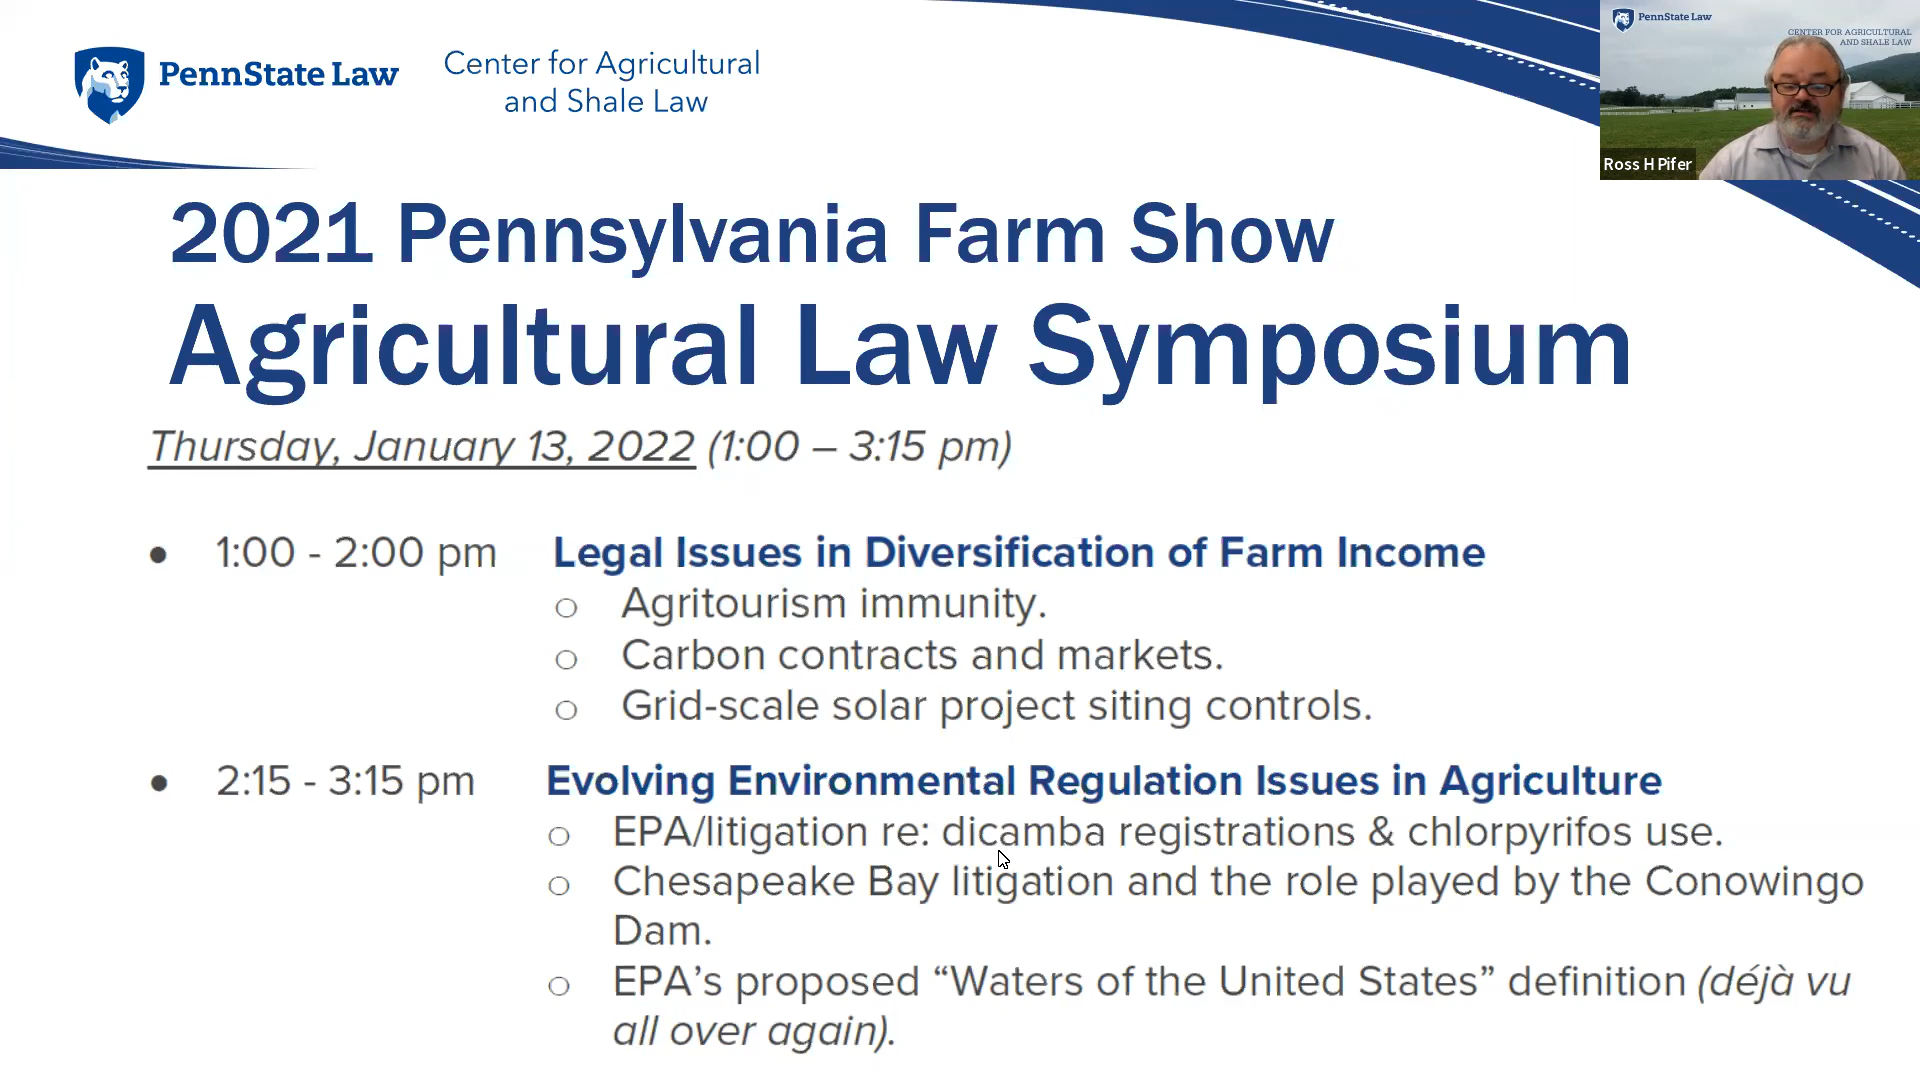 PennState Law
Center for Agricultural
and Shale Law
PennState Law
CENTER FOR AGRICULTURAL
AND SHALE LAW
Ross H Pifer
2021 Pennsylvania Farm Show
Agricultural Law Symposium
Thursday, January 13, 2022 (1:00 – 3:15 pm)
• 1:00 - 2:00 pm Legal Issues in Diversification of Farm Income
o Agritourism immunity.
o Carbon contracts and markets.
o Grid-scale solar project siting controls.
• 2:15 - 3:15 pm Evolving Environmental Regulation Issues in Agriculture
o EPA/litigation re: dicamba registrations & chlorpyrifos use.
o Chesapeake Bay litigation and the role played by the Conowingo
Dam.
o EPA’s proposed “Waters of the United States” definition (déjà vu
all over again).